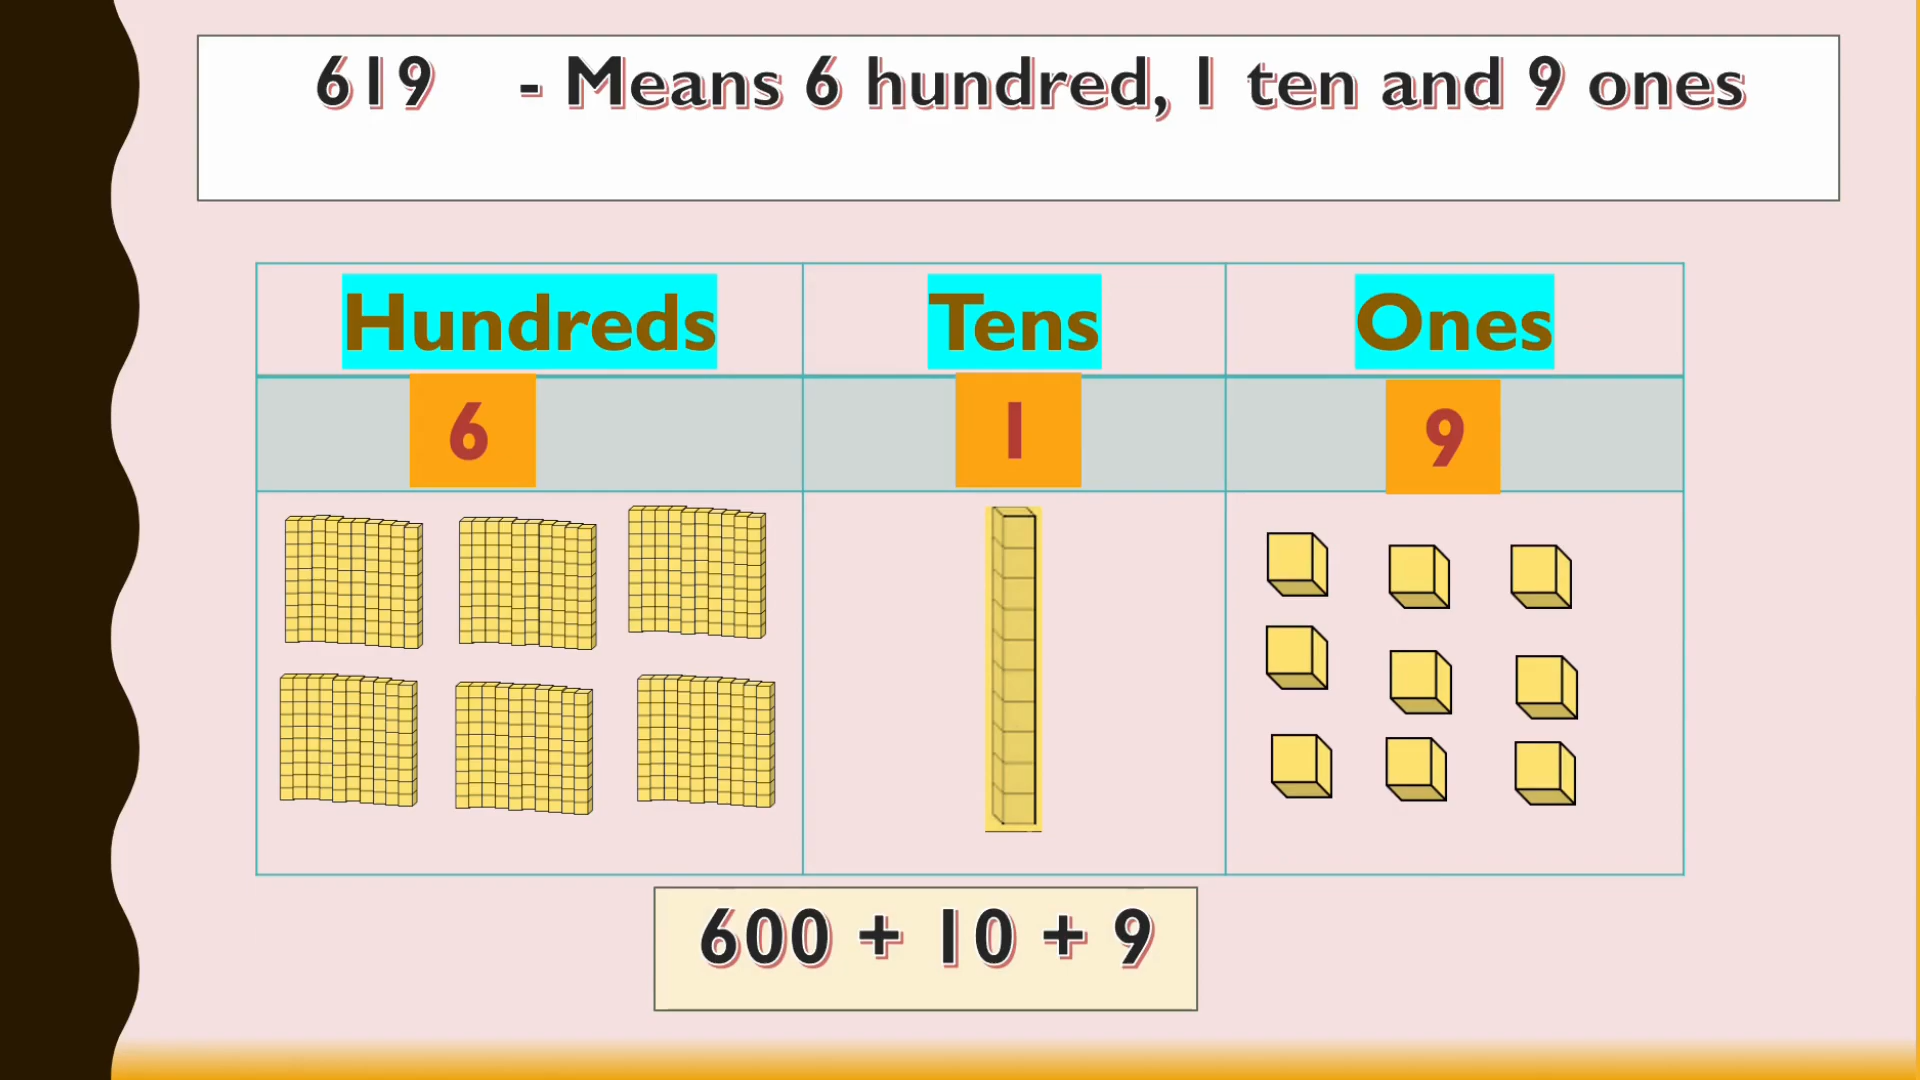 619 - Means 6 hundred, 1 ten and 9 ones
Hundreds Tens Ones
6 1 9
600 + 10 + 9